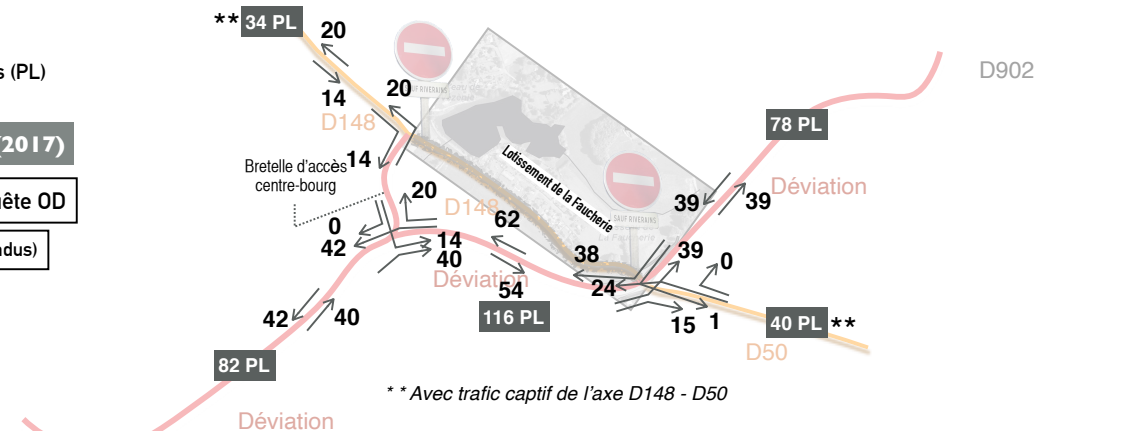 ** 34 PL
20
14
D148
20
14
s (PL)
(2017)
ête OD
dus)
Bretelle d'accès
centre-bourg
SAUF RIVERAINS
Lotissement de la Faucherie
SAUF RIVERAINS
D902
78 PL
Déviation
39
39
20
D148
62
0
42
14
40
Déviation
54
116 PL
38
24
39
0
15
1
40 PL **
D50
42
40
82 PL
Déviation
* * Avec trafic captif de l'axe D148 - D50